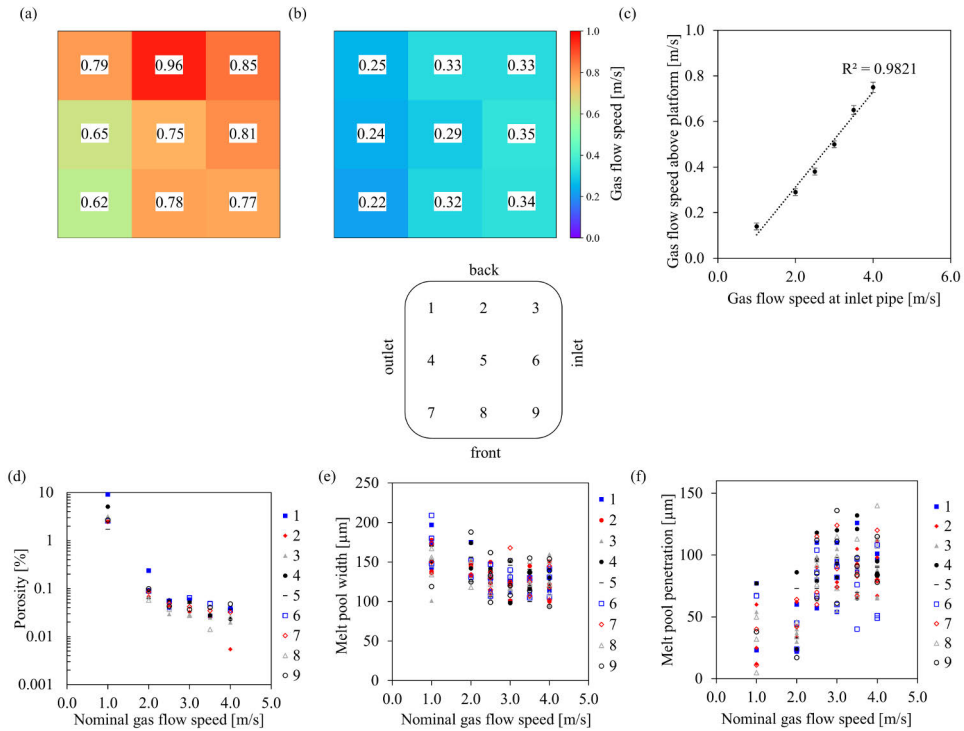 (a)
0.79 0.96 0.85
0.65 0.75 0.81
0.62 0.78 0.77
(b)
0.25 0.33 0.33
0.24 0.29 0.35
0.22 0.32 0.34
1.0
0.8
0.6
0.4
0.2
0.0
Gas flow speed [m/s]
(c)
Gas flow speed above platform [m/s]
1.0
0.8
0.6
0.4
0.2
0.0
R² = 0.9821
0.0 2.0 4.0 6.0
Gas flow speed at inlet pipe [m/s]
back
outlet
1 2 3
4 5 6
7 8 9
inlet
front
(d)
Porosity [%]
10
1
0.1
0.01
0.001
0.0 1.0 2.0 3.0 4.0 5.0
Nominal gas flow speed [m/s]
1
2
3
4
5
6
7
8
9
(e)
Melt pool width [μm]
250
200
150
100
50
0
0.0 1.0 2.0 3.0 4.0 5.0
Nominal gas flow speed [m/s]
1
2
3
4
5
6
7
8
9
(f)
Melt pool penetration [μm]
150
100
50
0
0.0 1.0 2.0 3.0 4.0 5.0
Nominal gas flow speed [m/s]
1
2
3
4
5
6
7
8
9